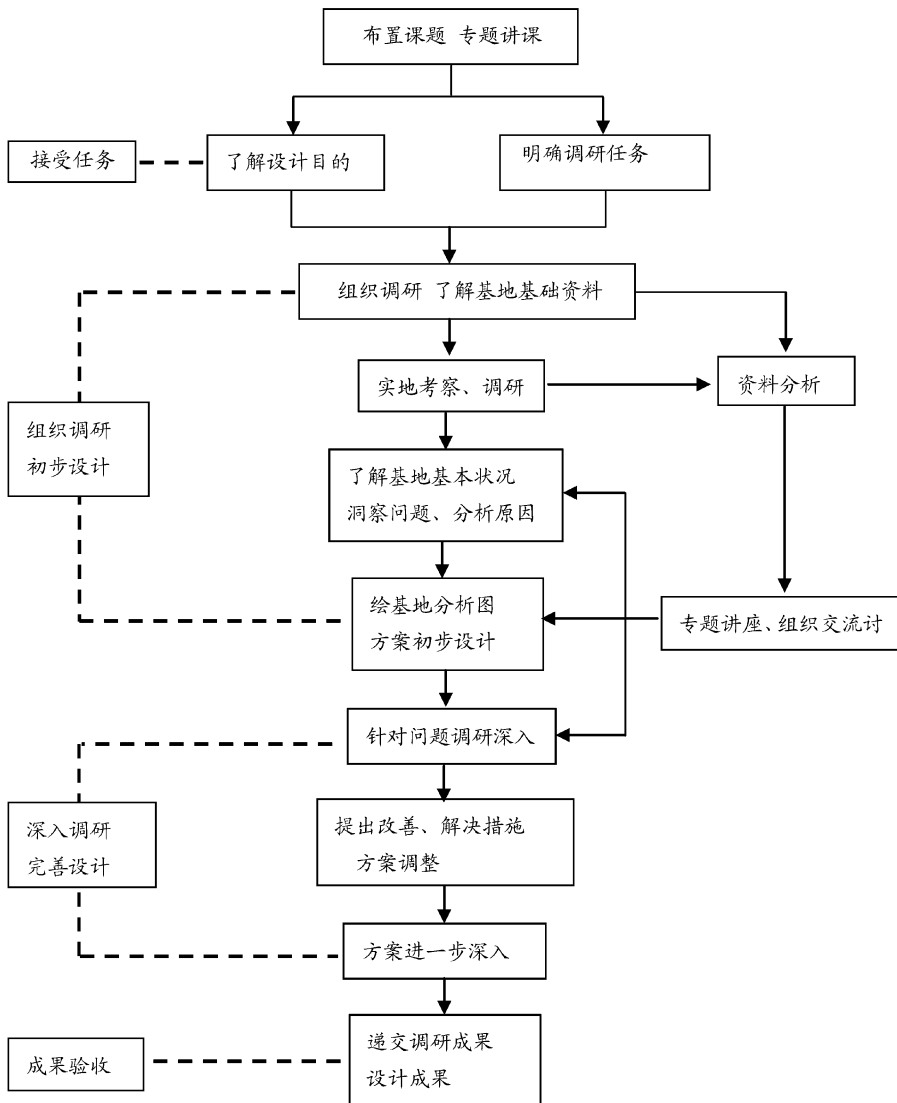 布置课题 专题讲课
接受任务
了解设计目的
明确调研任务
组织调研 了解基地基础资料
实地考察、调研
资料分析
组织调研
初步设计
了解基地基本状况
洞察问题、分析原因
绘基地分析图
方案初步设计
专题讲座、组织交流讨
针对问题调研深入
深入调研
完善设计
提出改善、解决措施
方案调整
方案进一步深入
成果验收
递交调研成果
设计成果